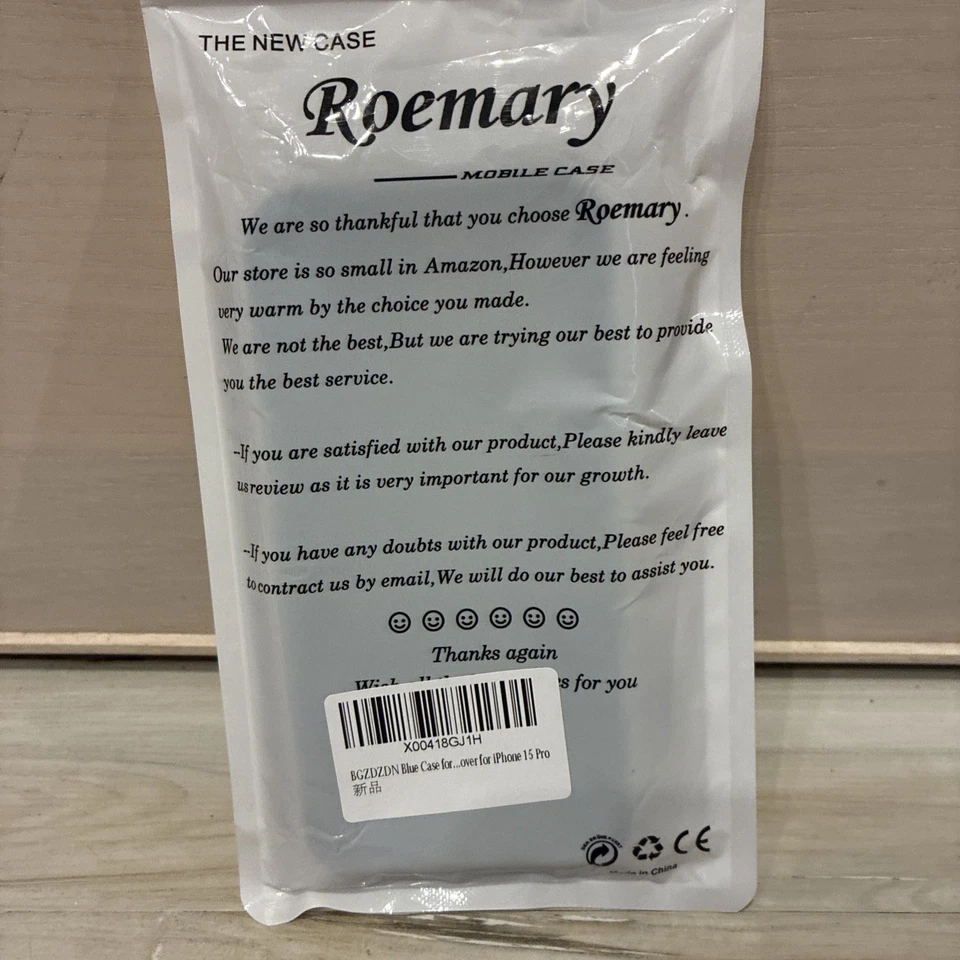 THE NEW CASE
Roemary
MOBILE CASE
We are so thankful that you choose Roemary.
Our store is so small in Amazon,However we are feeling
very warm by the choice you made.
We are not the best,But we are trying our best to provide
you the best service.
--If you are satisfied with our product,Please kindly leave
us review as it is very important for our growth.
--If you have any doubts with our product,Please feel free
to contract us by email,We will do our best to assist you.
Thanks again
for you
X00418GJ1H
BGZDZDN Blue Case for...over for iPhone 15 Pro
新品
CE
Made in China